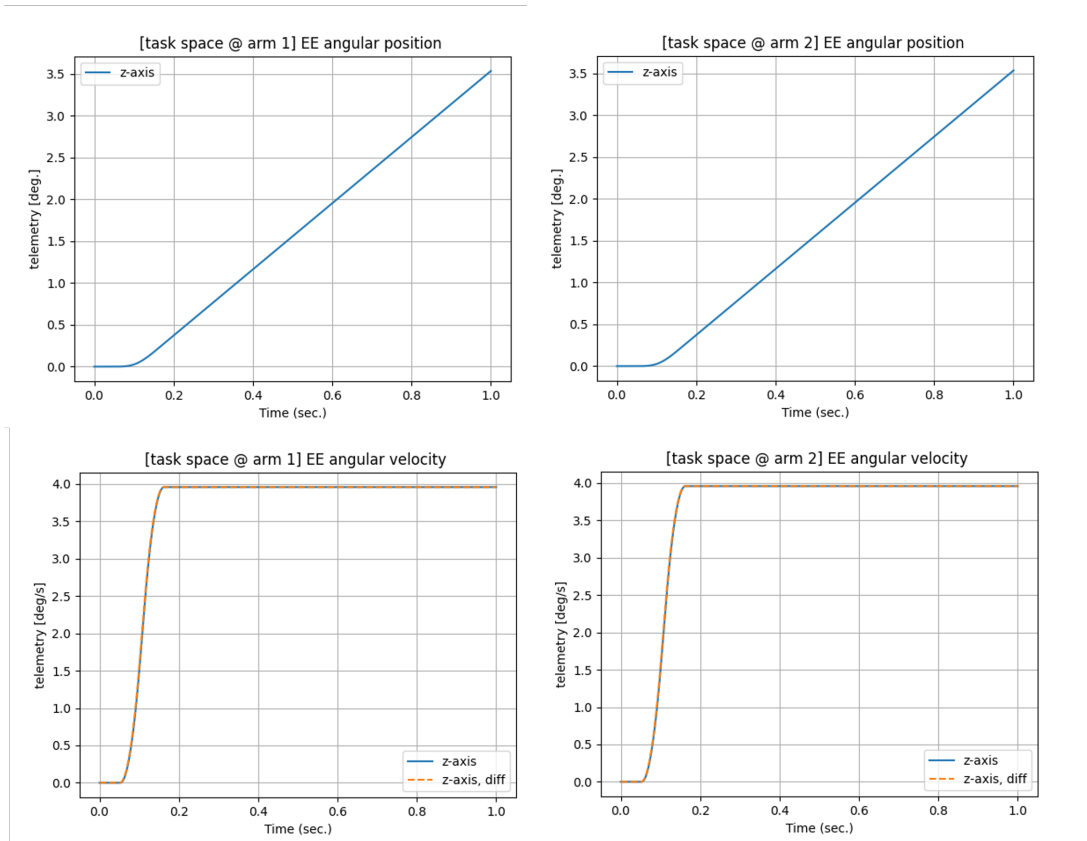 [task space @ arm 1] EE angular position
z-axis
telemetry [deg.]
3.5
3.0
2.5
2.0
1.5
1.0
0.5
0.0
0.0 0.2 0.4 0.6 0.8 1.0
Time (sec.)
[task space @ arm 2] EE angular position
z-axis
telemetry [deg.]
3.5
3.0
2.5
2.0
1.5
1.0
0.5
0.0
0.0 0.2 0.4 0.6 0.8 1.0
Time (sec.)
[task space @ arm 1] EE angular velocity
telemetry [deg/s]
4.0
3.5
3.0
2.5
2.0
1.5
1.0
0.5
0.0
z-axis
z-axis, diff
0.0 0.2 0.4 0.6 0.8 1.0
Time (sec.)
[task space @ arm 2] EE angular velocity
telemetry [deg/s]
4.0
3.5
3.0
2.5
2.0
1.5
1.0
0.5
0.0
z-axis
z-axis, diff
0.0 0.2 0.4 0.6 0.8 1.0
Time (sec.)